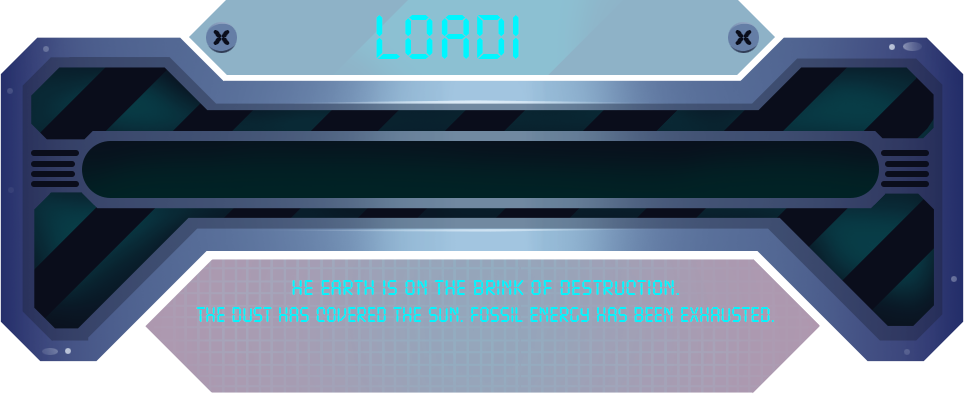 LOADI
HE EARTH IS ON THE BRINK OF DESTRUCTION.
THE DUST HAS COVERED THE SUN. FOSSIL ENERGY HAS BEEN EXHAUSTED.